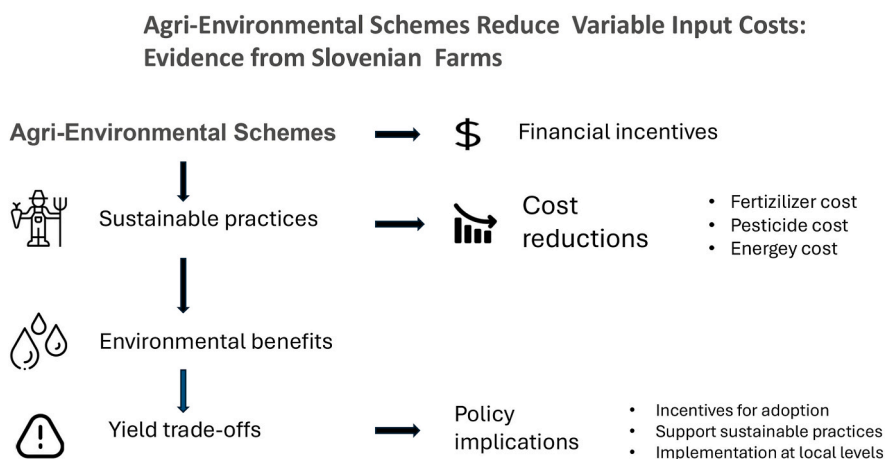 Agri-Environmental Schemes Reduce Variable Input Costs:
Evidence from Slovenian Farms
Agri-Environmental Schemes
$ Financial incentives
Sustainable practices
Cost
reductions
• Fertizilizer cost
• Pesticide cost
• Energey cost
Environmental benefits
Yield trade-offs
Policy
implications
• Incentives for adoption
• Support sustainable practices
• Implementation at local levels